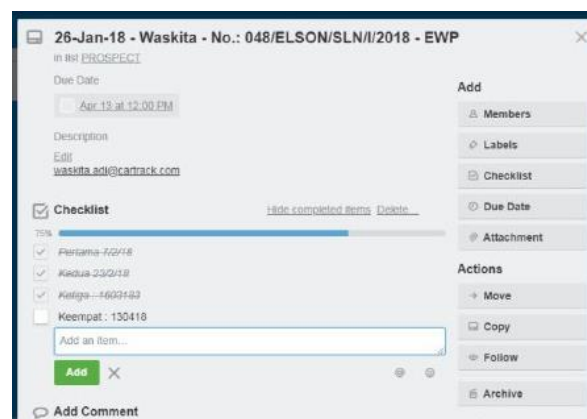 26-Jan-18 - Waskita - No.: 048/ELSON/SLN/I/2018 - EWP
in list PROSPECT
Due Date
Apr 13 at 12:00 PM
Description
Edit
waskita.adi@cartrack.com
Checklist
Hide completed items Delete...
75%
Pertama 7/2/18
Kedua 23/2/18
Ketiga : 1603183
Keempat : 130418
Add an item...
Add
Add Comment
Add
Members
Labels
Checklist
Due Date
Attachment
Actions
Move
Copy
Follow
Archive